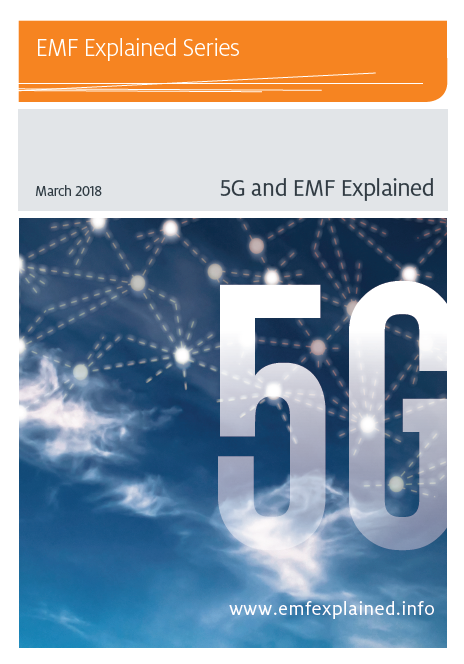 EMF Explained Series
March 2018
5G and EMF Explained
5G
www.emfexplained.info